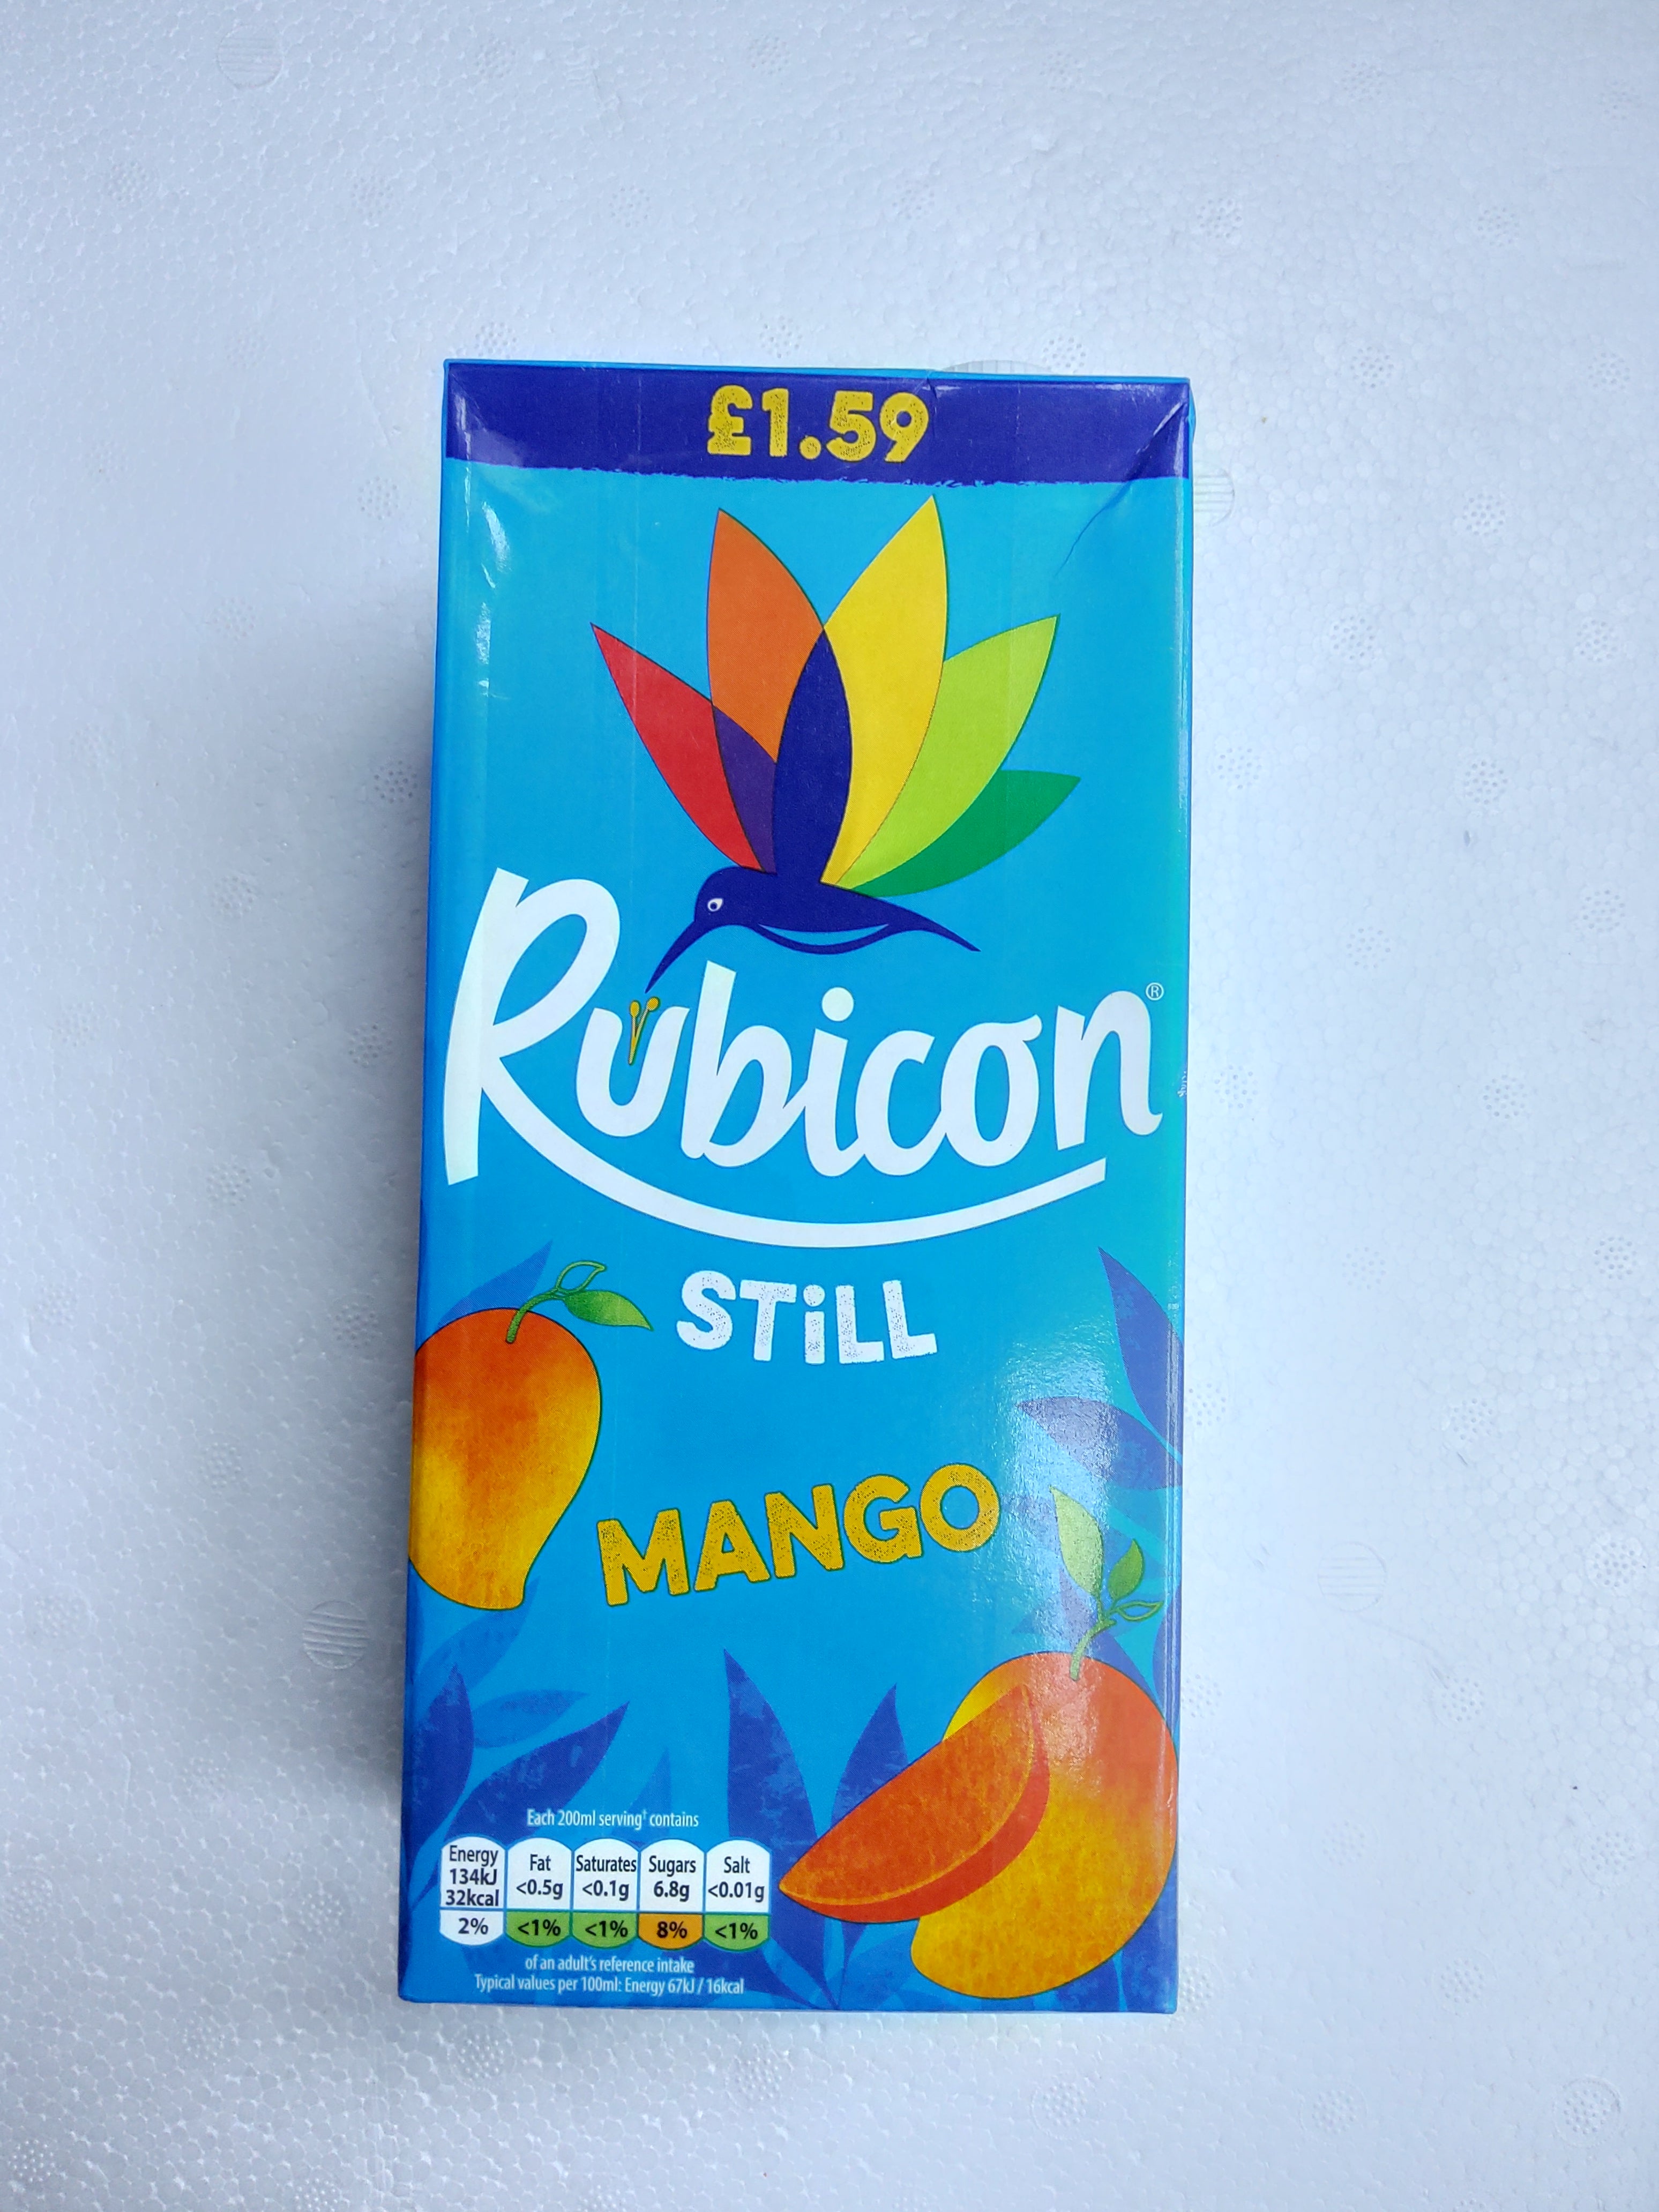 £1.59
Rubicon®
STiLL
MANGO
Each 200ml serving† contains
Energy 134kJ 32kcal 2%
Fat <0.5g <1%
Saturates <0.1g <1%
Sugars 6.8g 8%
Salt <0.01g <1%
of an adult's reference intake
Typical values per 100ml: Energy 67kJ / 16kcal